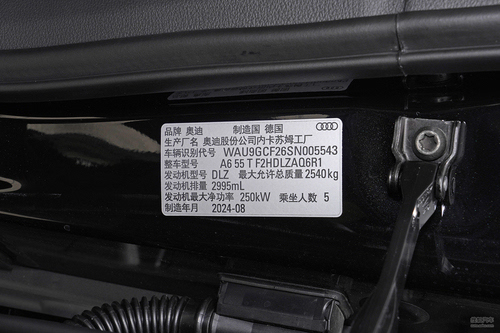 品牌 奥迪 制造国 德国
生产厂名 奥迪股份公司内卡苏姆工厂
车辆识别代号 WAU9GCF26SN005543
整车型号 A6 55 T F2HDLZAQ6R1
发动机型号 DLZ 最大允许总质量 2540kg
发动机排量 2995mL
发动机最大净功率 250kW 乘坐人数 5
制造年月 2024-08